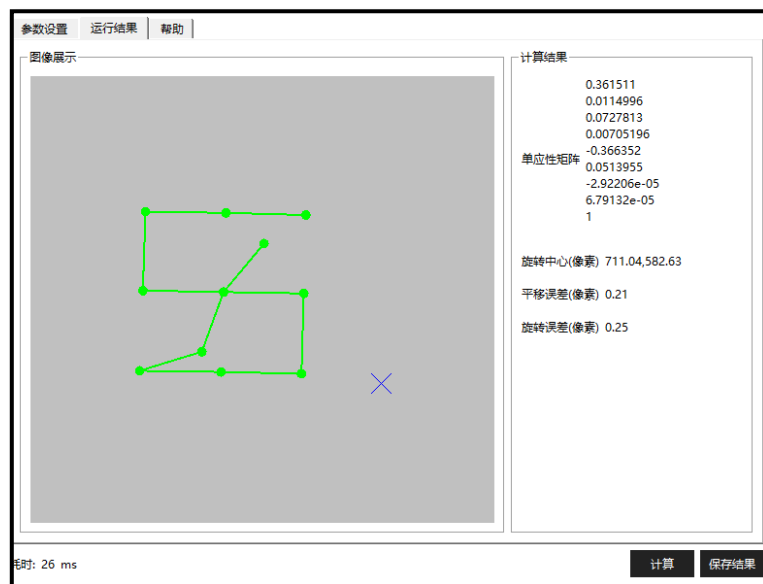 参数设置 运行结果 帮助
图像展示
计算结果
0.361511
0.0114996
0.0727813
0.00705196
单应性矩阵 -0.366352
0.0513955
-2.92206e-05
6.79132e-05
1
旋转中心(像素) 711.04,582.63
平移误差(像素) 0.21
旋转误差(像素) 0.25
耗时: 26 ms
计算 保存结果